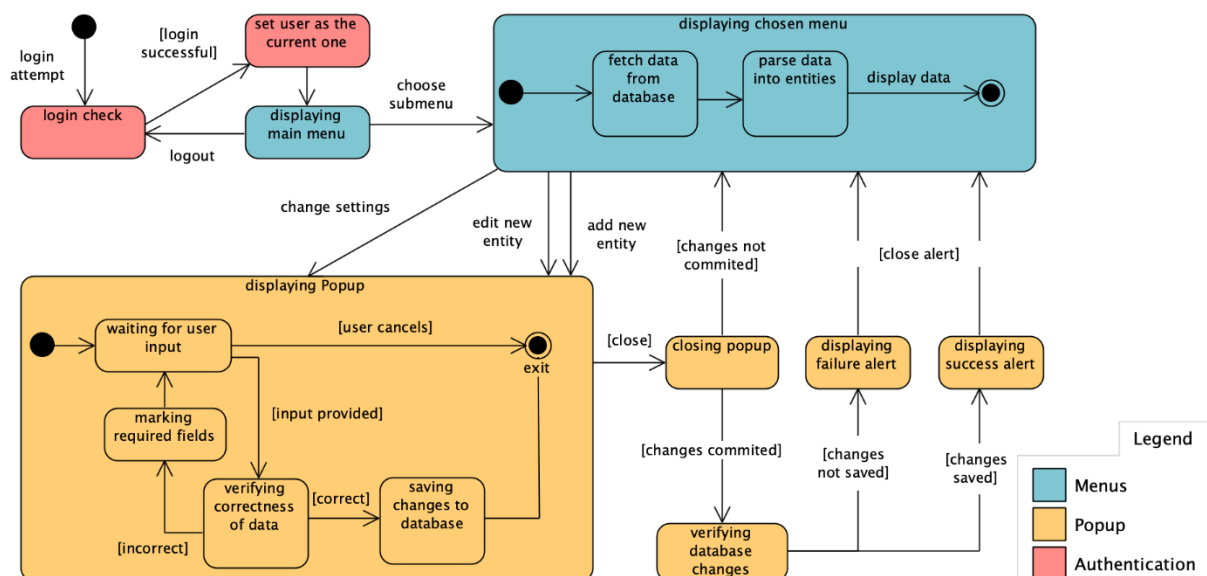 login
attempt
[login
successful]
set user as the
current one
login check
displaying
main menu
logout
choose
submenu
displaying chosen menu
fetch data
from
database
parse data
into entities
display data
change settings
edit new
entity
add new
entity
[changes not
commited]
[close alert]
displaying Popup
waiting for user
input
[user cancels]
exit
[close]
closing popup
displaying
failure alert
displaying
success alert
marking
required fields
[input provided]
[incorrect]
verifying
correctness
of data
[correct]
saving
changes to
database
[changes commited]
[changes
not saved]
[changes
saved]
verifying
database
changes
Legend
Menus
Popup
Authentication